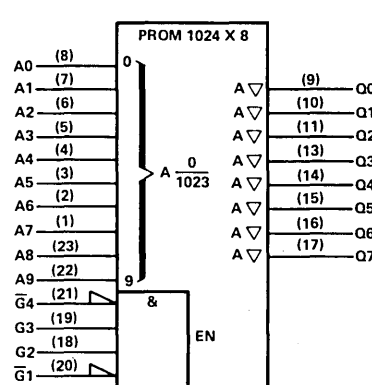 PROM 1024 X 8
A0 (8) 0
A1 (7) A ▽ (9) Q0
A2 (6) A ▽ (10) Q1
A3 (5) A ▽ (11) Q2
A4 (4) A 0/1023 A ▽ (13) Q3
A5 (3) A ▽ (14) Q4
A6 (2) A ▽ (15) Q5
A7 (1) A ▽ (16) Q6
A8 (23) A ▽ (17) Q7
A9 (22) 9
G̅4 (21) &
G3 (19) EN
G2 (18)
G̅1 (20)